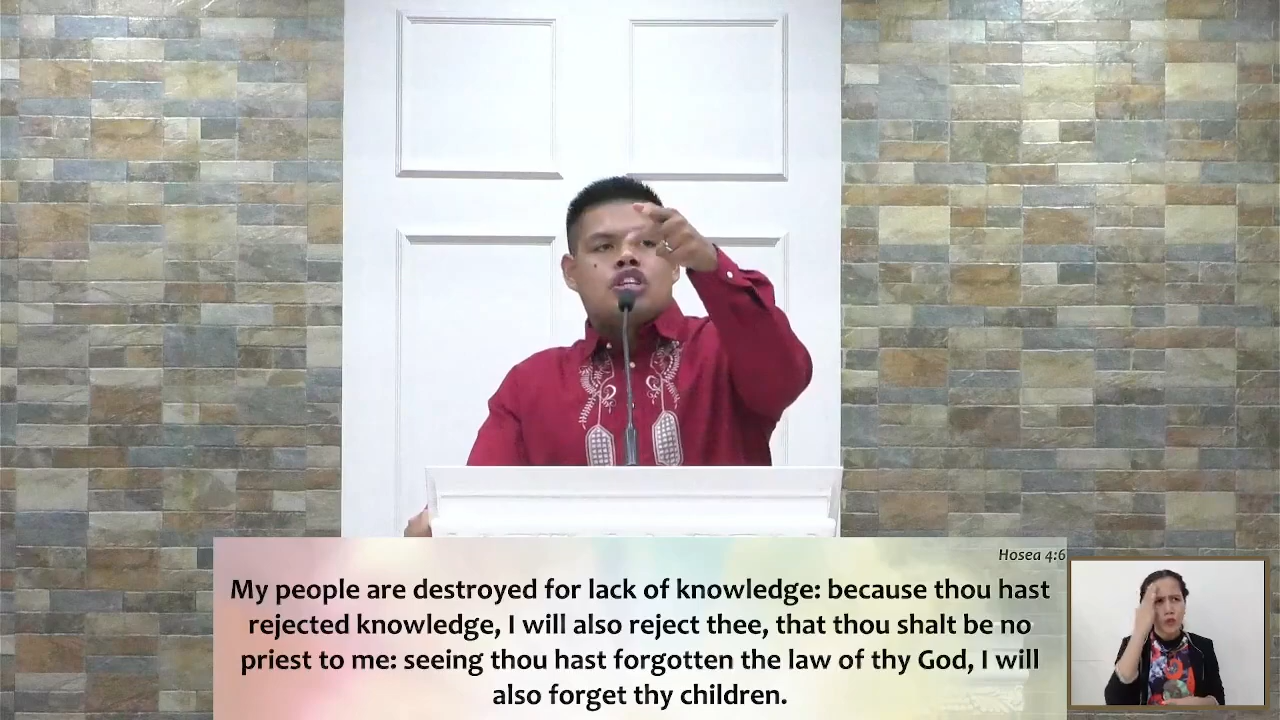 Hosea 4:6
My people are destroyed for lack of knowledge: because thou hast
rejected knowledge, I will also reject thee, that thou shalt be no
priest to me: seeing thou hast forgotten the law of thy God, I will
also forget thy children.